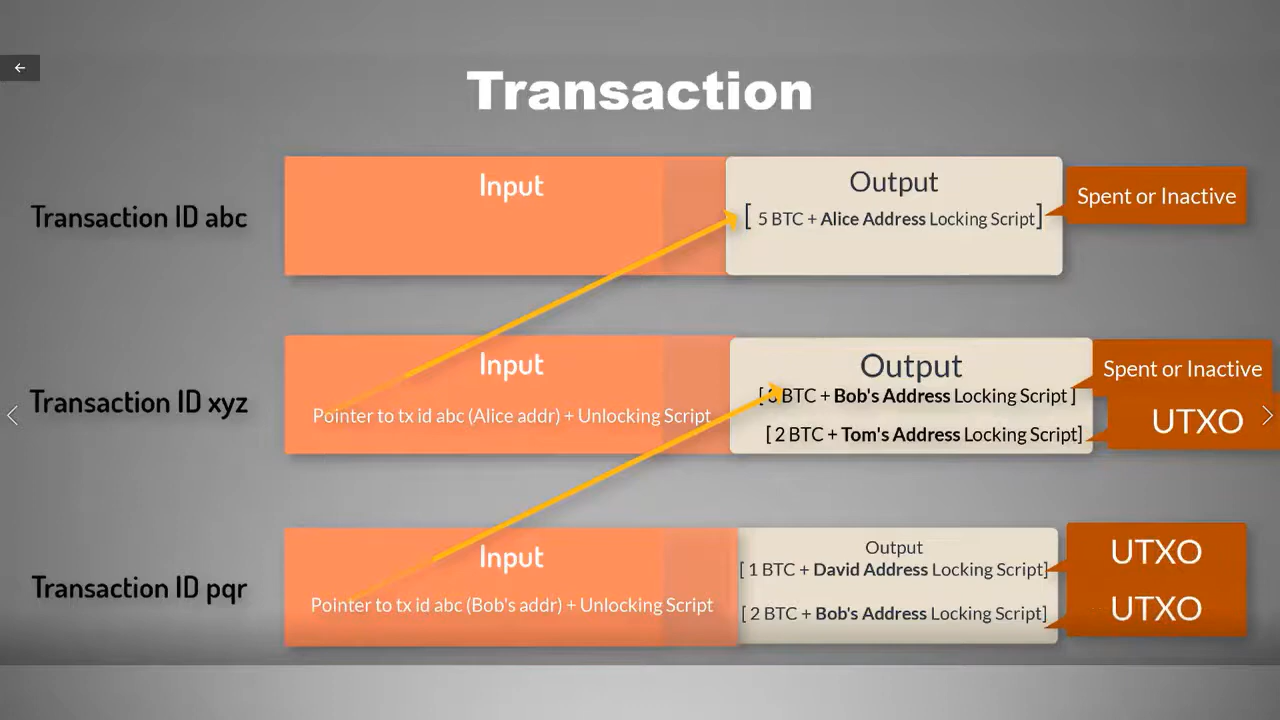 Transaction
Transaction ID abc
Input
Output
[ 5 BTC + Alice Address Locking Script]
Spent or Inactive
Transaction ID xyz
Input
Pointer to tx id abc (Alice addr) + Unlocking Script
Output
[ BTC + Bob's Address Locking Script ]
[ 2 BTC + Tom's Address Locking Script]
Spent or Inactive
UTXO
Transaction ID pqr
Input
Pointer to tx id abc (Bob's addr) + Unlocking Script
Output
[ 1 BTC + David Address Locking Script]
[ 2 BTC + Bob's Address Locking Script]
UTXO
UTXO